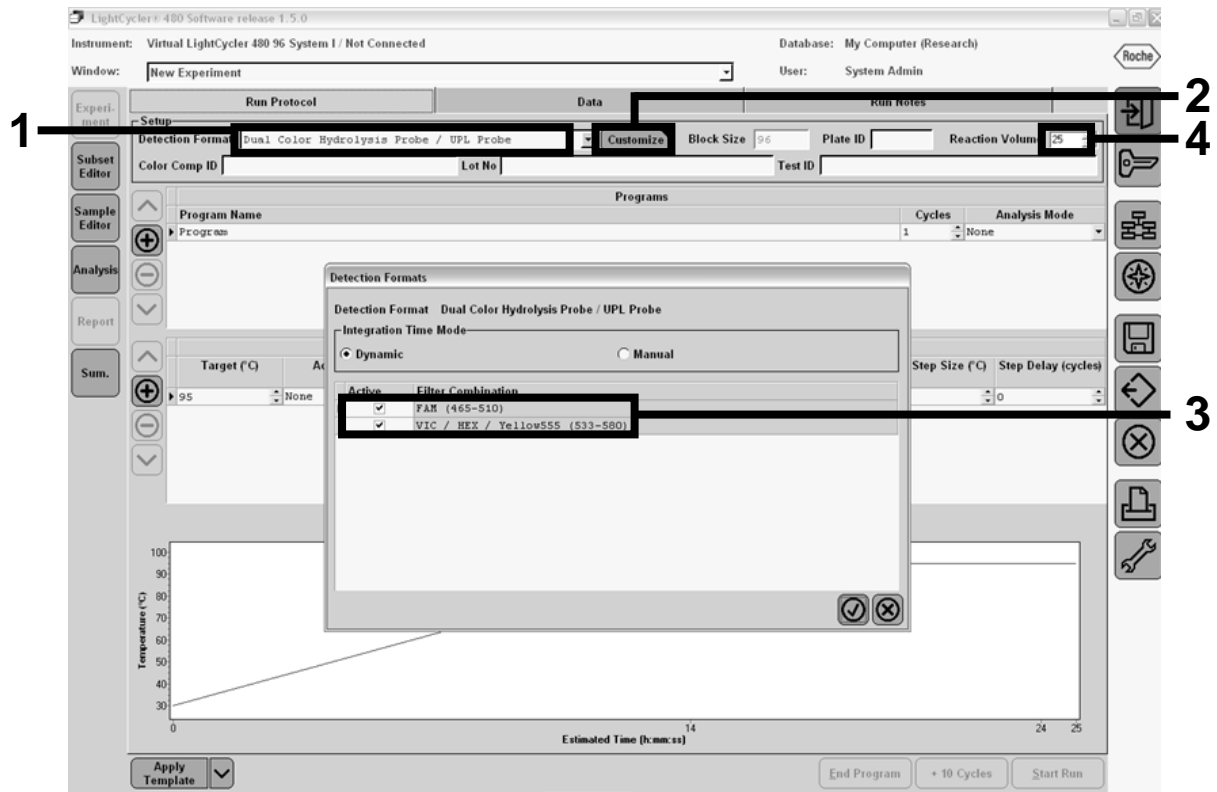 LightCycler® 480 Software release 1.5.0
Instrument: Virtual LightCycler 480 96 System I / Not Connected
Database: My Computer (Research)
Window: New Experiment
User: System Admin
Roche
Experi-
ment
Run Protocol
Data
Run Notes
2
1
Setup
Detection Format Dual Color Hydrolysis Probe / UPL Probe
Customize
Block Size 96
Plate ID
Reaction Volume 25
4
Color Comp ID
Lot No
Test ID
Subset
Editor
Programs
Program Name
Cycles
Analysis Mode
Program
1
None
Sample
Editor
Analysis
Report
Sum.
Detection Formats
Detection Format Dual Color Hydrolysis Probe / UPL Probe
Integration Time Mode
Dynamic
Manual
Target (°C)
Step Size (°C)
Step Delay (cycles)
95
None
0
Active
Filter Combination
FAM (465-510)
VIC / HEX / Yellow555 (533-580)
3
Temperature (°C)
100
90
80
70
60
50
40
30
0
14
24
25
Estimated Time (h:mm:ss)
Apply
Template
End Program
+ 10 Cycles
Start Run